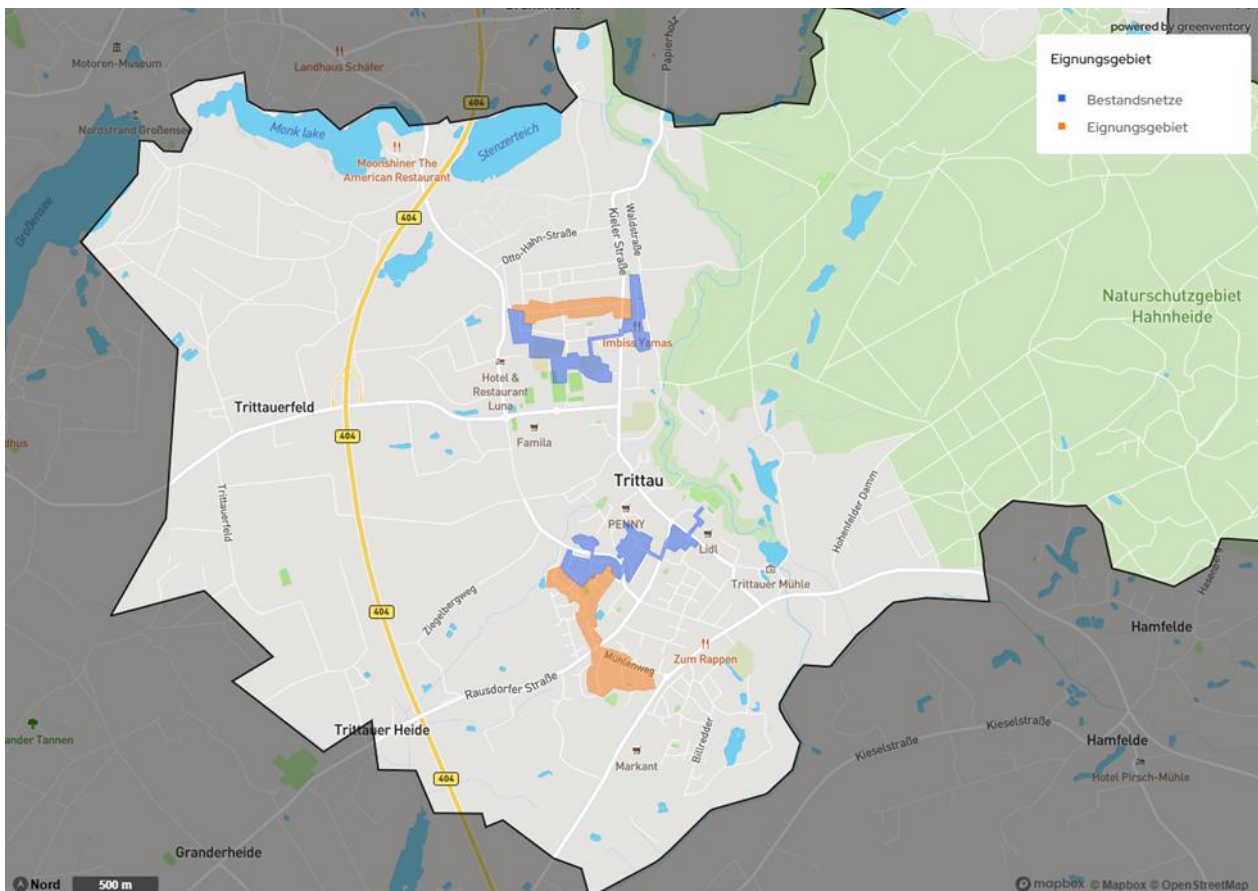 powered by greenventory
Eignungsgebiet
Bestandsnetze
Eignungsgebiet
Papierholz
404
Motoren-Museum
Landhaus Schäfer
Nordstrand Großensee
Monk lake
Stenzerteich
Moonshiner The
American Restaurant
Großensee
404
Otto-Hahn-Straße
Kieler Straße
Waldstraße
Naturschutzgebiet
Hahnheide
Imbiss Yamas
Hotel &
Restaurant
Luna
Trittauerfeld
404
Famila
Trittau
Trittauerfeld
PENNY
Lidl
Hohenfelder Damm
Trittauer Mühle
Hasenberg
Ziegelbergweg
404
Hamfelde
Mühlenweg
Zum Rappen
Rausdorfer Straße
Trittauer Heide
Kieselstraße
Kieselstraße
Hamfelde
ander Tannen
Billredder
Markant
404
Hotel Pirsch-Mühle
Granderheide
Nord
500 m
mapbox © Mapbox © OpenStreetMap